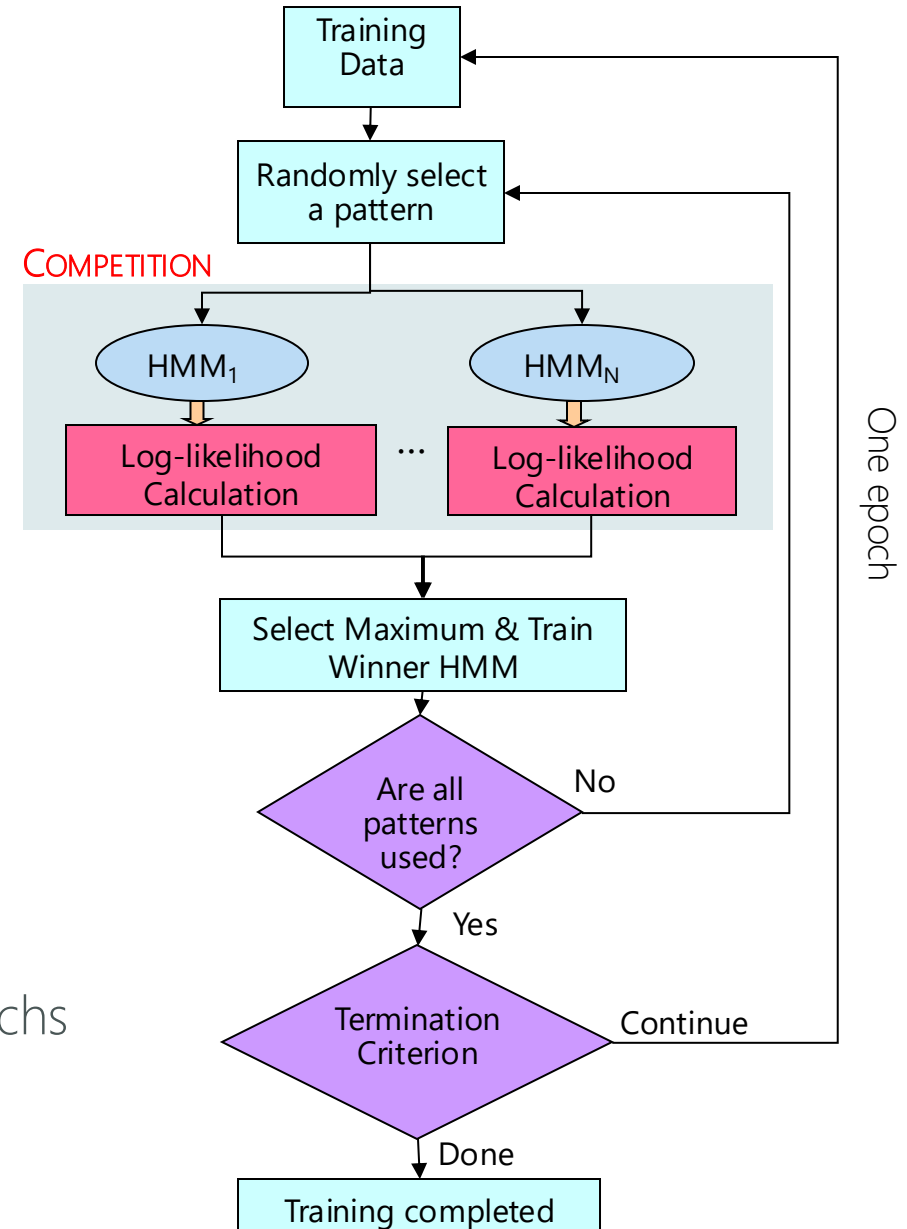 Training
Data
Randomly select
a pattern
COMPETITION
HMM₁
HMMN
Log-likelihood
Calculation
...
Log-likelihood
Calculation
One epoch
Select Maximum & Train
Winner HMM
Are all
patterns
used?
No
Yes
chs
Termination
Criterion
Continue
Done
Training completed